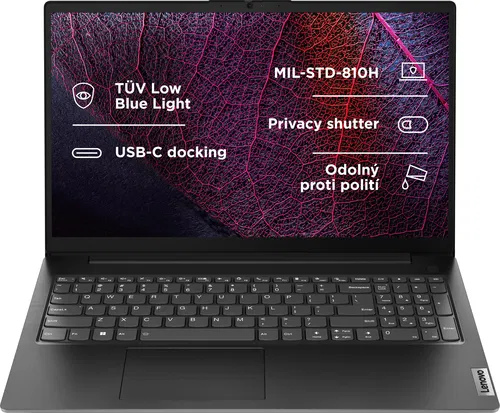 TÜV Low
Blue Light
USB-C docking
MIL-STD-810H
Privacy shutter
Odolný
proti polití
Lenovo